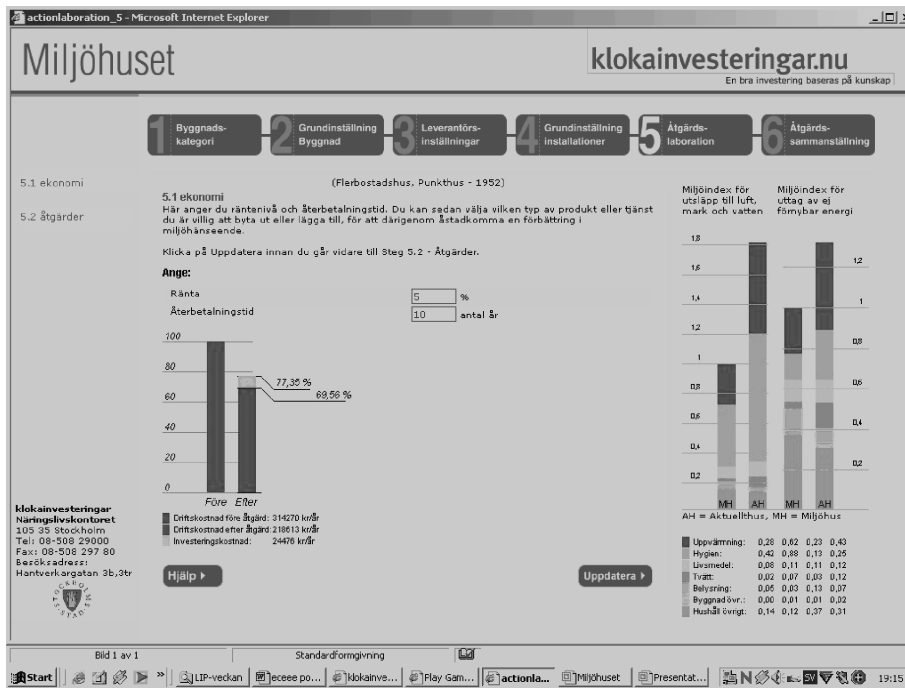 actionlaboration_5 - Microsoft Internet Explorer
Miljöhuset
klokainvesteringar.nu
En bra investering baseras på kunskap
1 Byggnads-
kategori
2 Grundinställning
Byggnad
3 Leverantörs-
inställningar
4 Grundinställning
installationer
5 Åtgärds-
laboration
6 Åtgärds-
sammanställning
5.1 ekonomi
5.2 åtgärder
(Flerbostadshus, Punkthus - 1952)
5.1 ekonomi
Här anger du räntenivå och återbetalningstid. Du kan sedan välja vilken typ av produkt eller tjänst
du är villig att byta ut eller lägga till, för att därigenom åstadkomma en förbättring i
miljöhänseende.
Klicka på Uppdatera innan du går vidare till Steg 5.2 - Åtgärder.
Ange:
Ränta 5 %
Återbetalningstid 10 antal år
100
80
60
40
20
0
77,35 %
69,56 %
Före Efter
Driftskostnad före åtgärd: 314270 kr/år
Driftskostnad efter åtgärd: 218613 kr/år
Investeringskostnad: 24476 kr/år
Hjälp
Uppdatera
Miljöindex för
utsläpp till luft,
mark och vatten
Miljöindex för
uttag av ej
förnybar energi
1,8
1,6
1,4
1,2
1
0,8
0,6
0,4
0,2
1,2
1
0,8
0,6
0,4
0,2
MH AH MH AH
AH = Aktuellthus, MH = Miljöhus
Uppvärmning: 0,28 0,62 0,23 0,43
Hygien: 0,42 0,88 0,13 0,25
Livsmedel: 0,08 0,11 0,11 0,12
Tvätt: 0,02 0,07 0,03 0,12
Belysning: 0,05 0,03 0,13 0,07
Byggnad övr.: 0,00 0,01 0,01 0,02
Hushåll övrigt: 0,14 0,12 0,37 0,31
klokainvesteringar
Näringslivskontoret
105 35 Stockholm
Tel: 08-508 29000
Fax: 08-508 297 80
Besöksadress:
Hantverkargatan 3b,3tr
STOCKHOLMS STAD
Bild 1 av 1
Standardformgivning
Start
LIP-veckan
eceee po...
klokainve...
Play Gam...
actionla...
Miljöhuset
Presentat...
SV
19:15